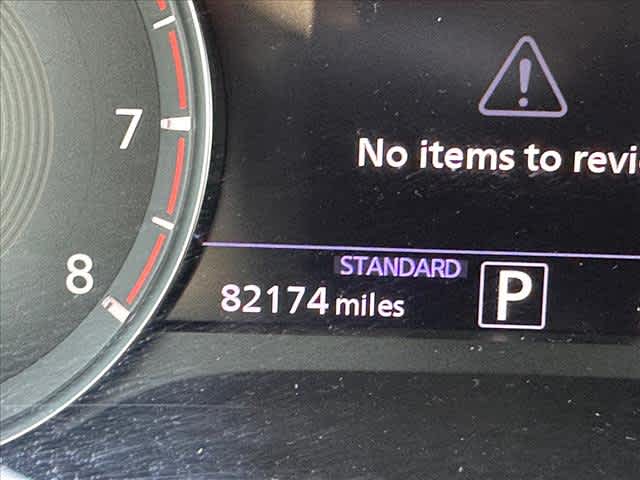 7
No items to revi
STANDARD
8
82174 miles
P